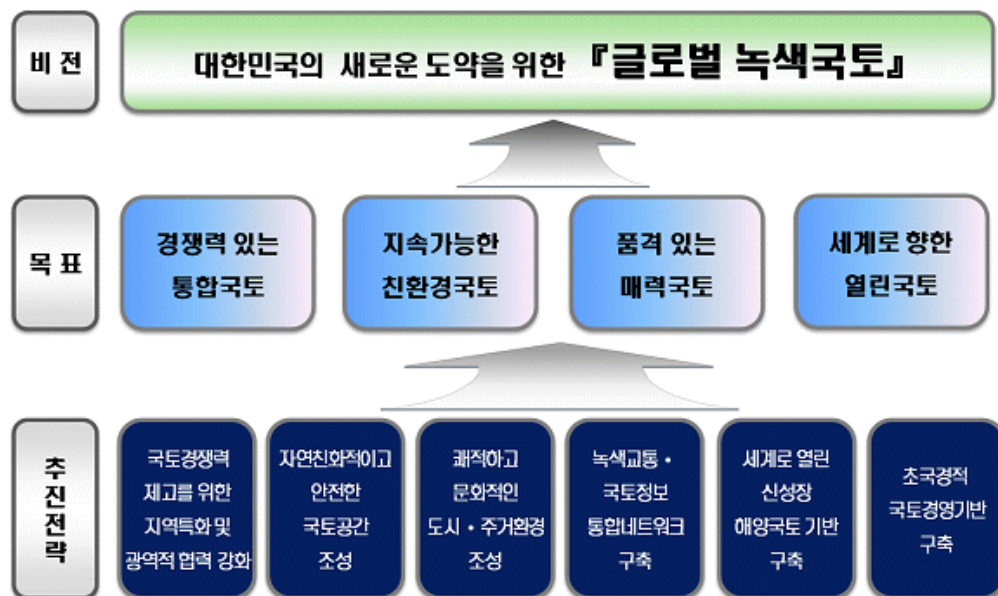 비 전
대한민국의 새로운 도약을 위한 『글로벌 녹색국토』
목 표
경쟁력 있는
통합국토
지속가능한
친환경국토
품격 있는
매력국토
세계로 향한
열린국토
추진전략
국토경쟁력
제고를 위한
지역특화 및
광역적 협력 강화
자연친화적이고
안전한
국토공간
조성
쾌적하고
문화적인
도시・주거환경
조성
녹색교통・
국토정보
통합네트워크
구축
세계로 열린
신성장
해양국토 기반
구축
초국경적
국토경영기반
구축